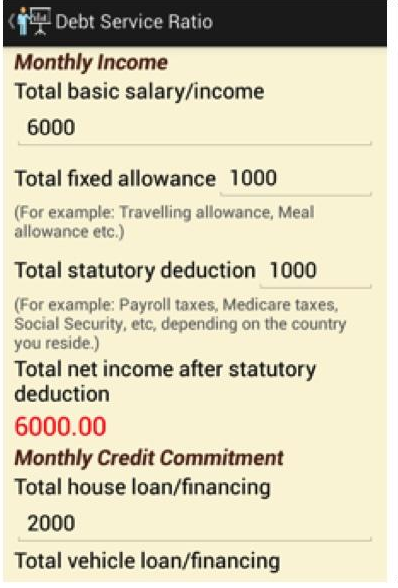 Debt Service Ratio
Monthly Income
Total basic salary/income
6000
Total fixed allowance 1000
(For example: Travelling allowance, Meal
allowance etc.)
Total statutory deduction 1000
(For example: Payroll taxes, Medicare taxes,
Social Security, etc, depending on the country
you reside.)
Total net income after statutory
deduction
6000.00
Monthly Credit Commitment
Total house loan/financing
2000
Total vehicle loan/financing